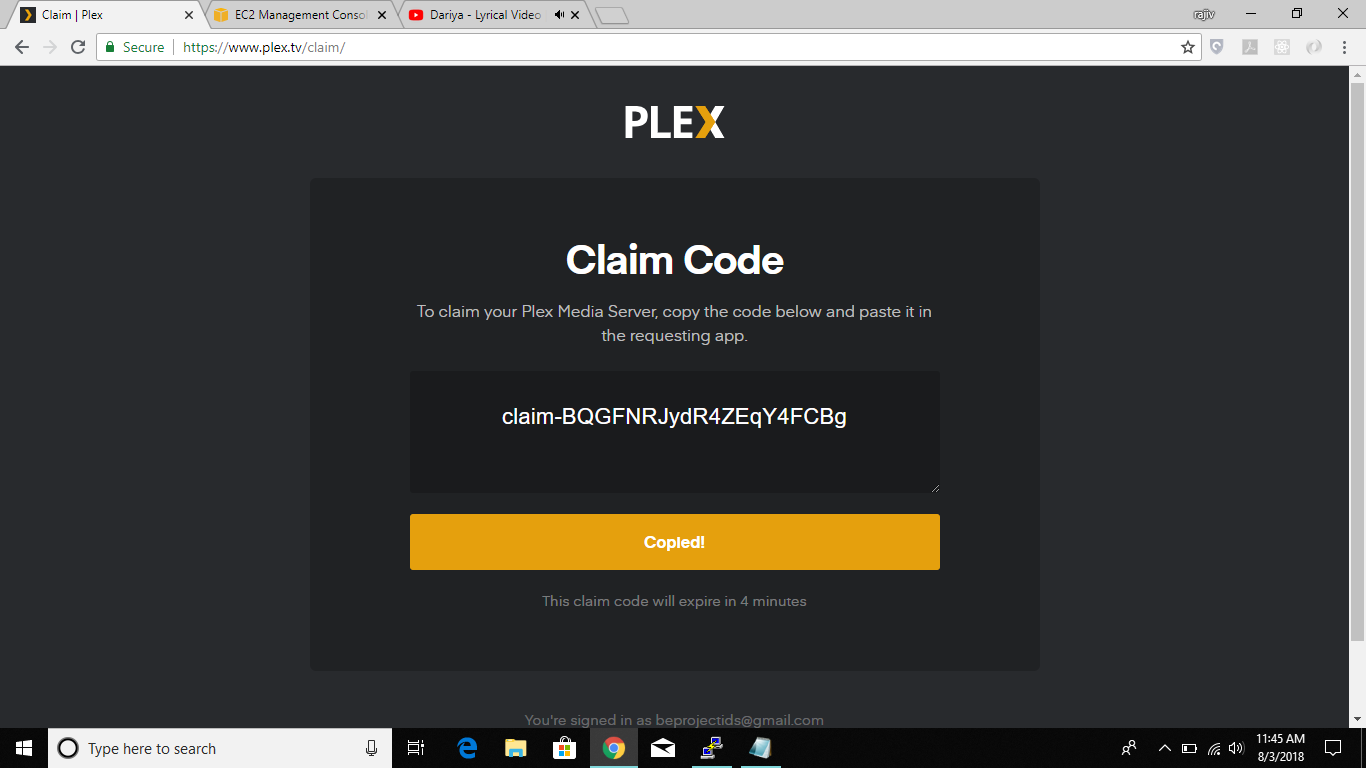 Claim | Plex
EC2 Management Consol
Dariya - Lyrical Video
rajiv
Secure
https://www.plex.tv/claim/
PLEX
Claim Code
To claim your Plex Media Server, copy the code below and paste it in
the requesting app.
claim-BQGFNRJydR4ZEqY4FCBg
Copied!
This claim code will expire in 4 minutes
You're signed in as beprojectids@gmail.com
Type here to search
11:45 AM
8/3/2018